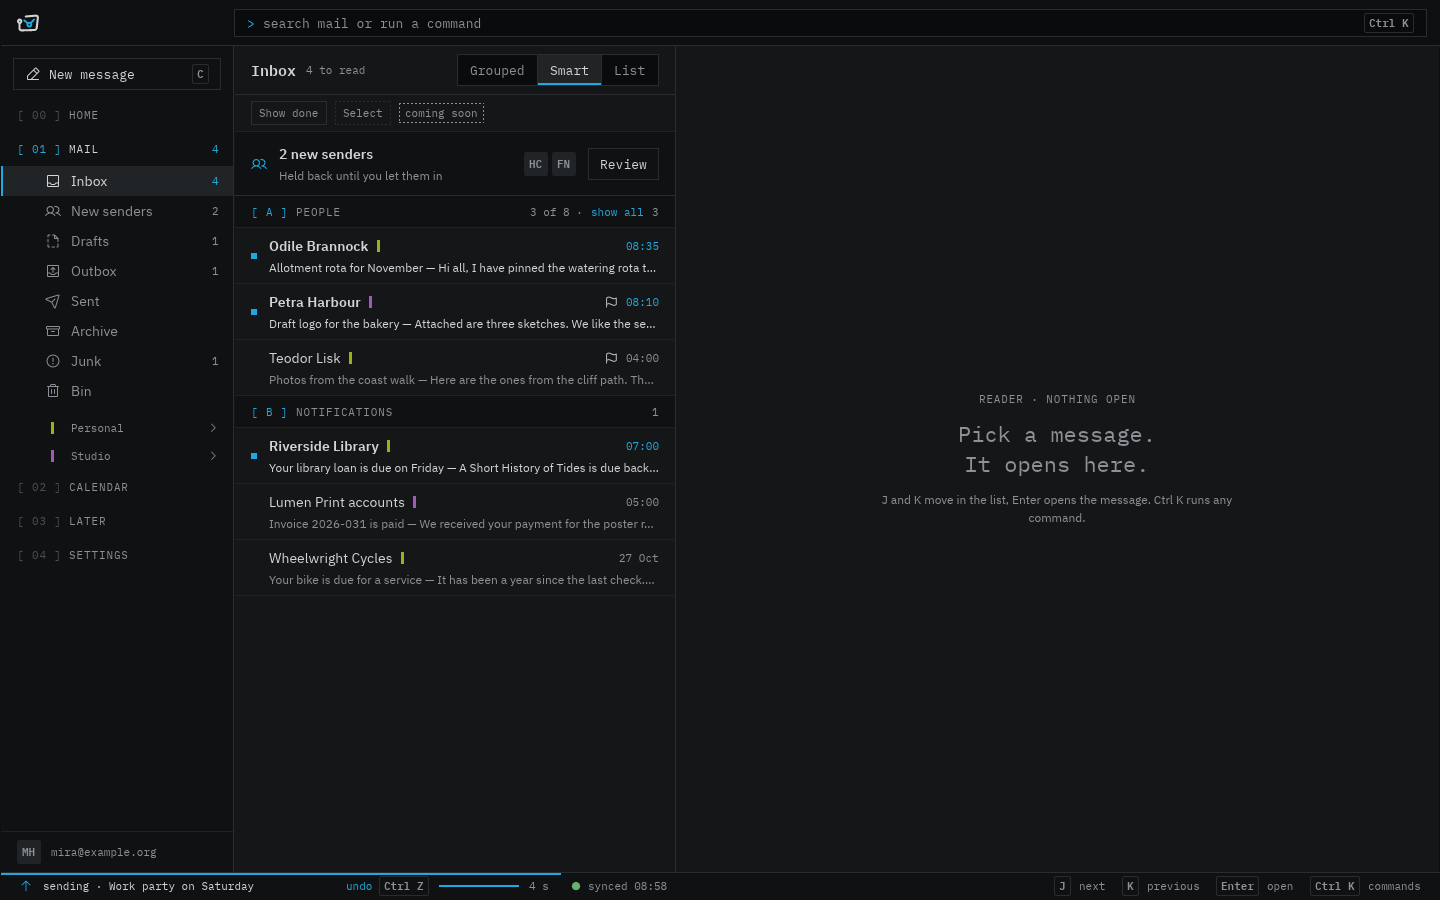 > search mail or run a command
Ctrl K
New message C
[ 00 ] HOME
[ 01 ] MAIL 4
Inbox 4
New senders 2
Drafts 1
Outbox 1
Sent
Archive
Junk 1
Bin
Personal
Studio
[ 02 ] CALENDAR
[ 03 ] LATER
[ 04 ] SETTINGS
MH mira@example.org
Inbox 4 to read
Grouped Smart List
Show done Select coming soon
2 new senders
Held back until you let them in
HC FN Review
[ A ] PEOPLE 3 of 8 · show all 3
Odile Brannock 08:35
Allotment rota for November — Hi all, I have pinned the watering rota t…
Petra Harbour 08:10
Draft logo for the bakery — Attached are three sketches. We like the se…
Teodor Lisk 04:00
Photos from the coast walk — Here are the ones from the cliff path. Th…
[ B ] NOTIFICATIONS 1
Riverside Library 07:00
Your library loan is due on Friday — A Short History of Tides is due back…
Lumen Print accounts 05:00
Invoice 2026-031 is paid — We received your payment for the poster r…
Wheelwright Cycles 27 Oct
Your bike is due for a service — It has been a year since the last check.…
READER · NOTHING OPEN
Pick a message.
It opens here.
J and K move in the list, Enter opens the message. Ctrl K runs any
command.
sending · Work party on Saturday undo Ctrl Z 4 s synced 08:58
J next K previous Enter open Ctrl K commands